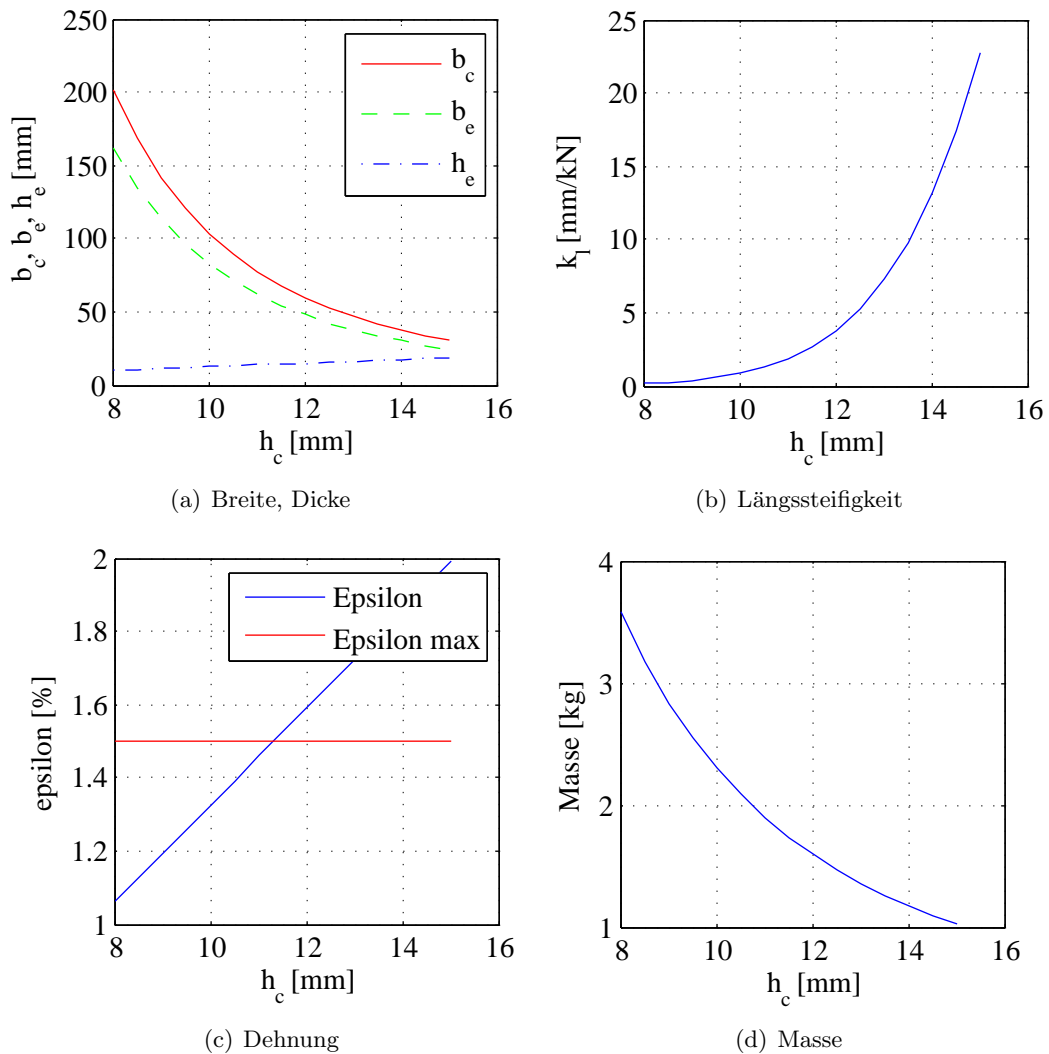 250
200
150
100
50
0
8 10 12 14 16
b_c, b_e, h_e [mm]
h_c [mm]
b_c
b_e
h_e
(a) Breite, Dicke
25
20
15
10
5
0
8 10 12 14 16
k_l [mm/kN]
h_c [mm]
(b) Längssteifigkeit
2
1.8
1.6
1.4
1.2
1
8 10 12 14 16
epsilon [%]
h_c [mm]
Epsilon
Epsilon max
(c) Dehnung
4
3
2
1
8 10 12 14 16
Masse [kg]
h_c [mm]
(d) Masse